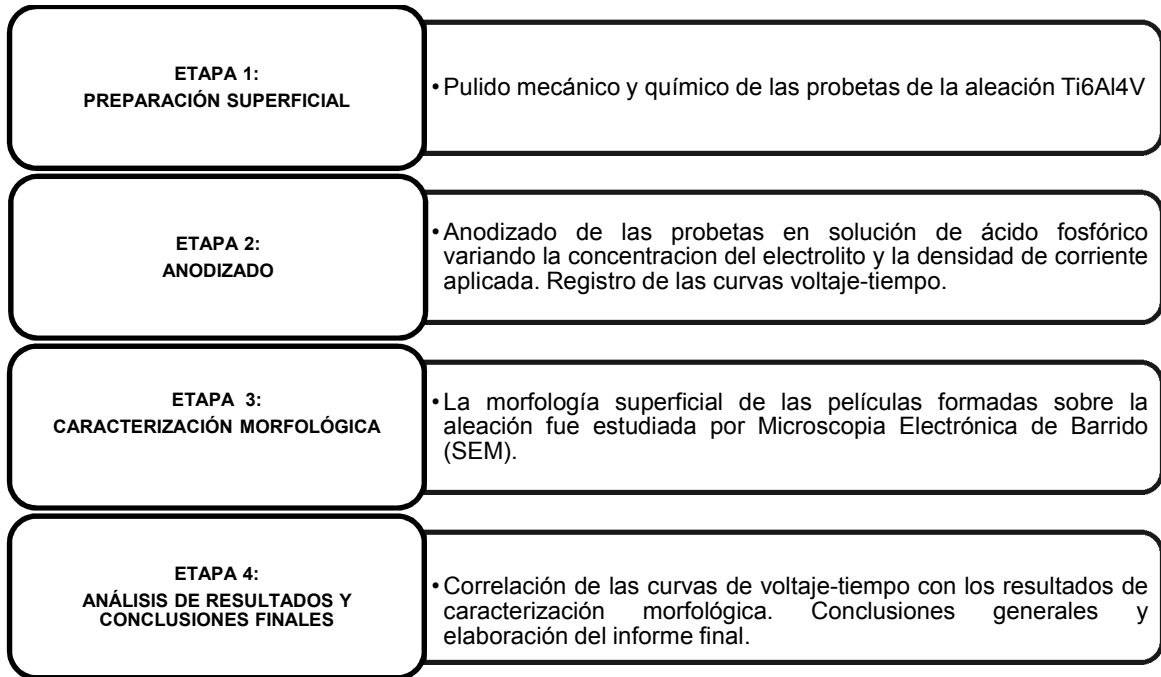 ETAPA 1:
PREPARACIÓN SUPERFICIAL
•Pulido mecánico y químico de las probetas de la aleación Ti6Al4V
ETAPA 2:
ANODIZADO
•Anodizado de las probetas en solución de ácido fosfórico
variando la concentracion del electrolito y la densidad de corriente
aplicada. Registro de las curvas voltaje-tiempo.
ETAPA 3:
CARACTERIZACIÓN MORFOLÓGICA
•La morfología superficial de las películas formadas sobre la
aleación fue estudiada por Microscopia Electrónica de Barrido
(SEM).
ETAPA 4:
ANÁLISIS DE RESULTADOS Y
CONCLUSIONES FINALES
•Correlación de las curvas de voltaje-tiempo con los resultados de
caracterización morfológica. Conclusiones generales y
elaboración del informe final.